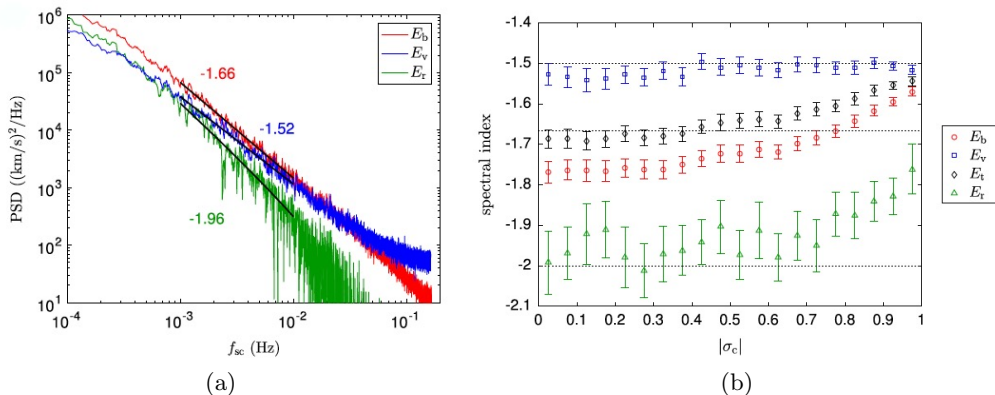 10^6
10^5
10^4
10^3
10^2
10^1
PSD ((km/s)^2/Hz)
-1.66
-1.52
-1.96
E_b
E_v
E_r
10^-4
10^-3
10^-2
10^-1
f_sc (Hz)
(a)
-1.4
-1.5
-1.6
-1.7
-1.8
-1.9
-2
-2.1
spectral index
0
0.1
0.2
0.3
0.4
0.5
0.6
0.7
0.8
0.9
1
|σ_c|
E_b
E_v
E_t
E_r
(b)